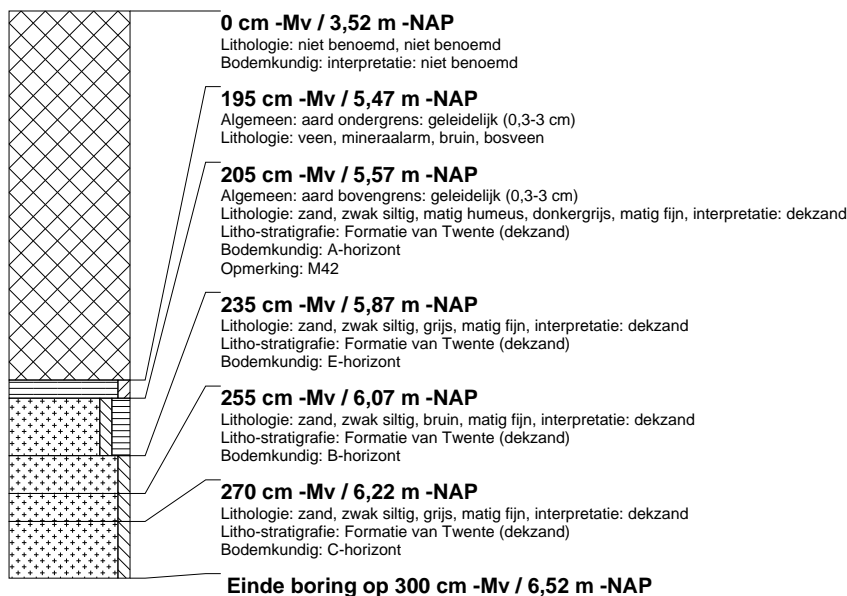 0 cm -Mv / 3,52 m -NAP
Lithologie: niet benoemd, niet benoemd
Bodemkundig: interpretatie: niet benoemd
195 cm -Mv / 5,47 m -NAP
Algemeen: aard ondergrens: geleidelijk (0,3-3 cm)
Lithologie: veen, mineraalarm, bruin, bosveen
205 cm -Mv / 5,57 m -NAP
Algemeen: aard bovengrens: geleidelijk (0,3-3 cm)
Lithologie: zand, zwak siltig, matig humeus, donkergrijs, matig fijn, interpretatie: dekzand
Litho-stratigrafie: Formatie van Twente (dekzand)
Bodemkundig: A-horizont
Opmerking: M42
235 cm -Mv / 5,87 m -NAP
Lithologie: zand, zwak siltig, grijs, matig fijn, interpretatie: dekzand
Litho-stratigrafie: Formatie van Twente (dekzand)
Bodemkundig: E-horizont
255 cm -Mv / 6,07 m -NAP
Lithologie: zand, zwak siltig, bruin, matig fijn, interpretatie: dekzand
Litho-stratigrafie: Formatie van Twente (dekzand)
Bodemkundig: B-horizont
270 cm -Mv / 6,22 m -NAP
Lithologie: zand, zwak siltig, grijs, matig fijn, interpretatie: dekzand
Litho-stratigrafie: Formatie van Twente (dekzand)
Bodemkundig: C-horizont
Einde boring op 300 cm -Mv / 6,52 m -NAP